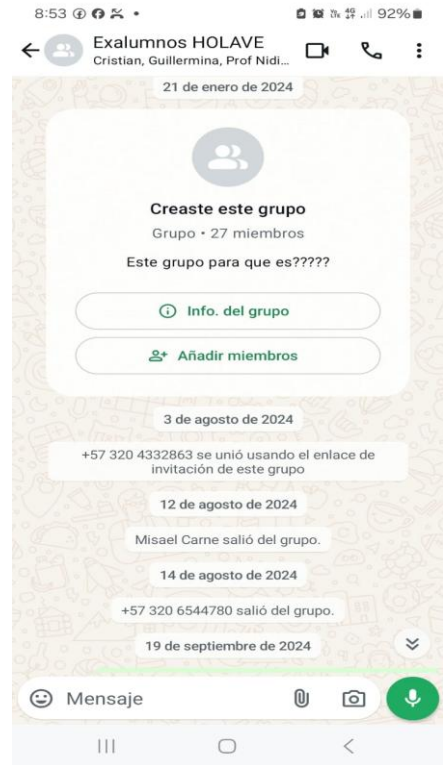 8:53
4G 92%
Exalumnos HOLAVE
Cristian, Guillermina, Prof Nidi...
21 de enero de 2024
Creaste este grupo
Grupo • 27 miembros
Este grupo para que es?????
Info. del grupo
Añadir miembros
3 de agosto de 2024
+57 320 4332863 se unió usando el enlace de
invitación de este grupo
12 de agosto de 2024
Misael Carne salió del grupo.
14 de agosto de 2024
+57 320 6544780 salió del grupo.
19 de septiembre de 2024
Mensaje